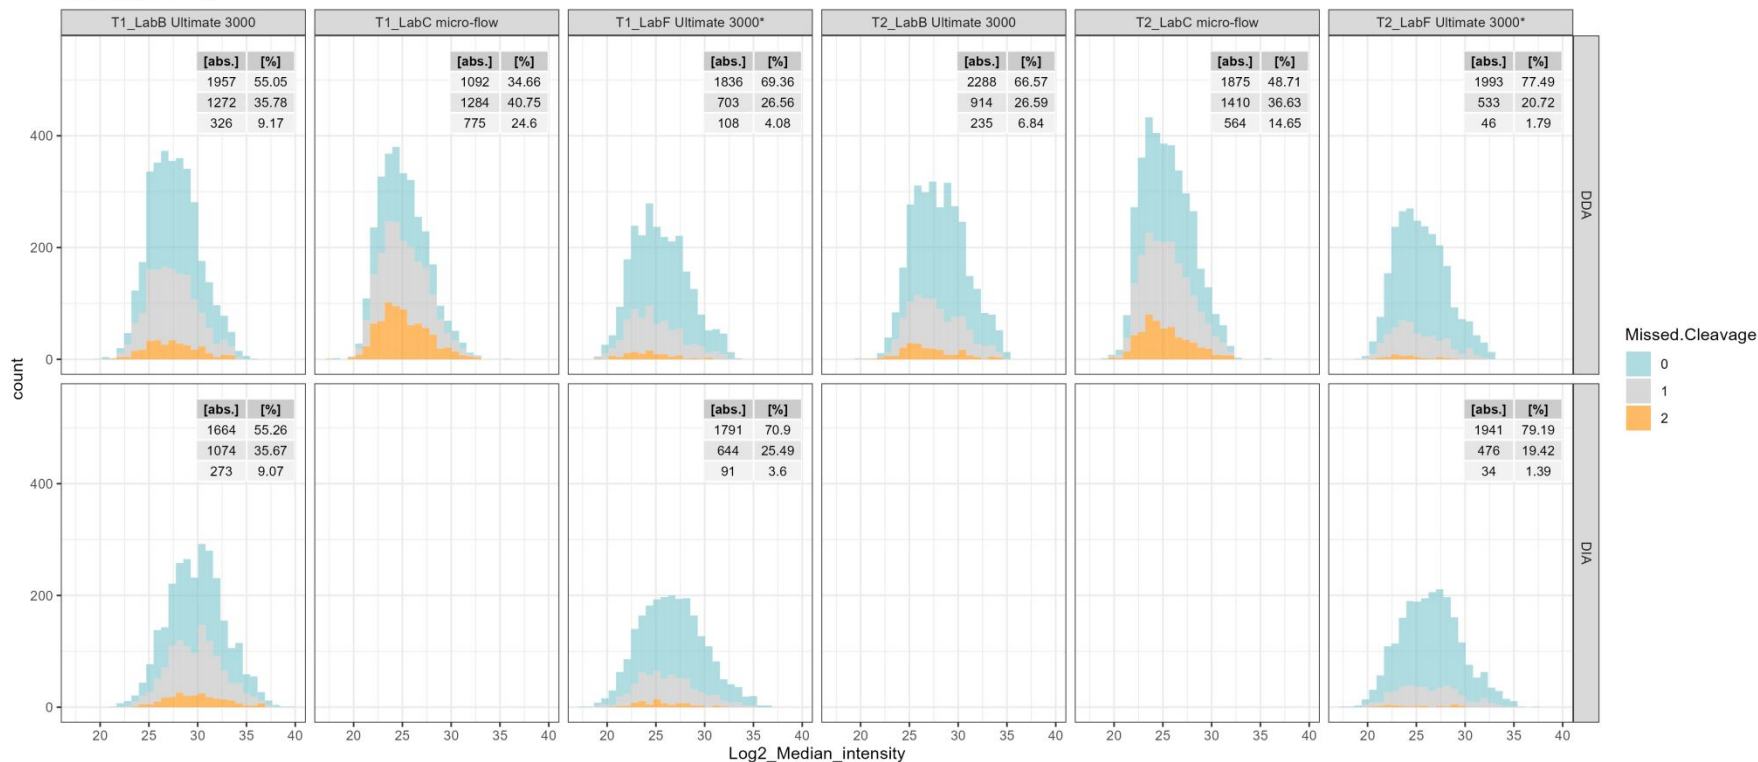 T1_LabB Ultimate 3000 T1_LabC micro-flow T1_LabF Ultimate 3000* T2_LabB Ultimate 3000 T2_LabC micro-flow T2_LabF Ultimate 3000*
[abs.] [%] [abs.] [%] [abs.] [%] [abs.] [%] [abs.] [%] [abs.] [%]
1957 55.05 1092 34.66 1836 69.36 2288 66.57 1875 48.71 1993 77.49
1272 35.78 1284 40.75 703 26.56 914 26.59 1410 36.63 533 20.72
326 9.17 775 24.6 108 4.08 235 6.84 564 14.65 46 1.79
400
200
0
DDA
count
[abs.] [%] [abs.] [%] [abs.] [%]
1664 55.26 1791 70.9 1941 79.19
1074 35.67 644 25.49 476 19.42
273 9.07 91 3.6 34 1.39
400
200
0
DIA
20 25 30 35 40 20 25 30 35 40 20 25 30 35 40 20 25 30 35 40 20 25 30 35 40 20 25 30 35 40
Log2_Median_intensity
Missed.Cleavage
0
1
2